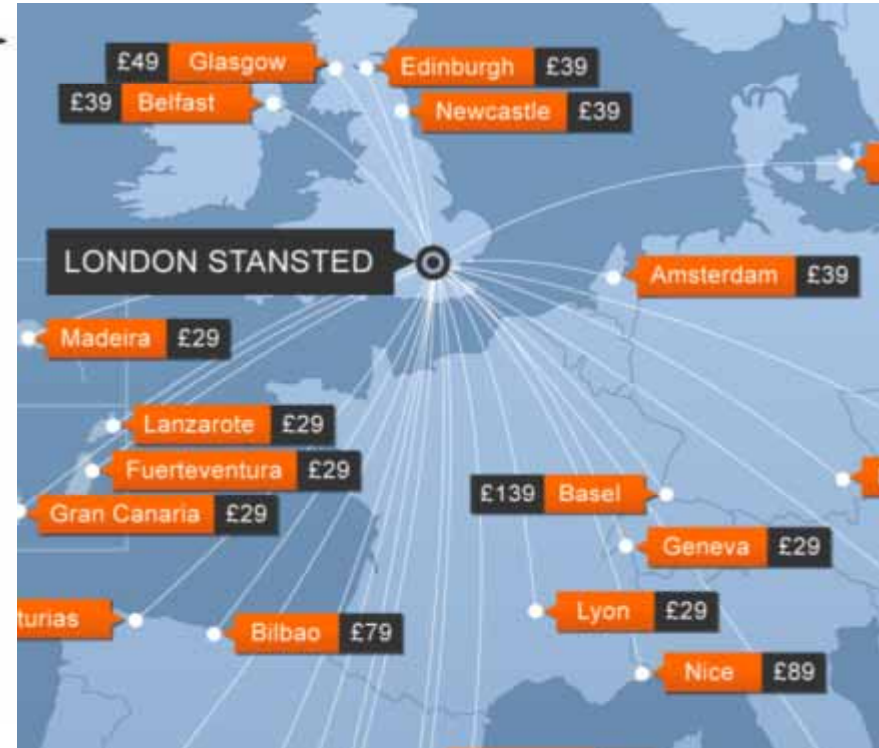 £49 Glasgow
Edinburgh £39
£39 Belfast
Newcastle £39
LONDON STANSTED
Amsterdam £39
Madeira £29
Lanzarote £29
Fuerteventura £29
£139 Basel
Gran Canaria £29
Geneva £29
turias
Lyon £29
Bilbao £79
Nice £89